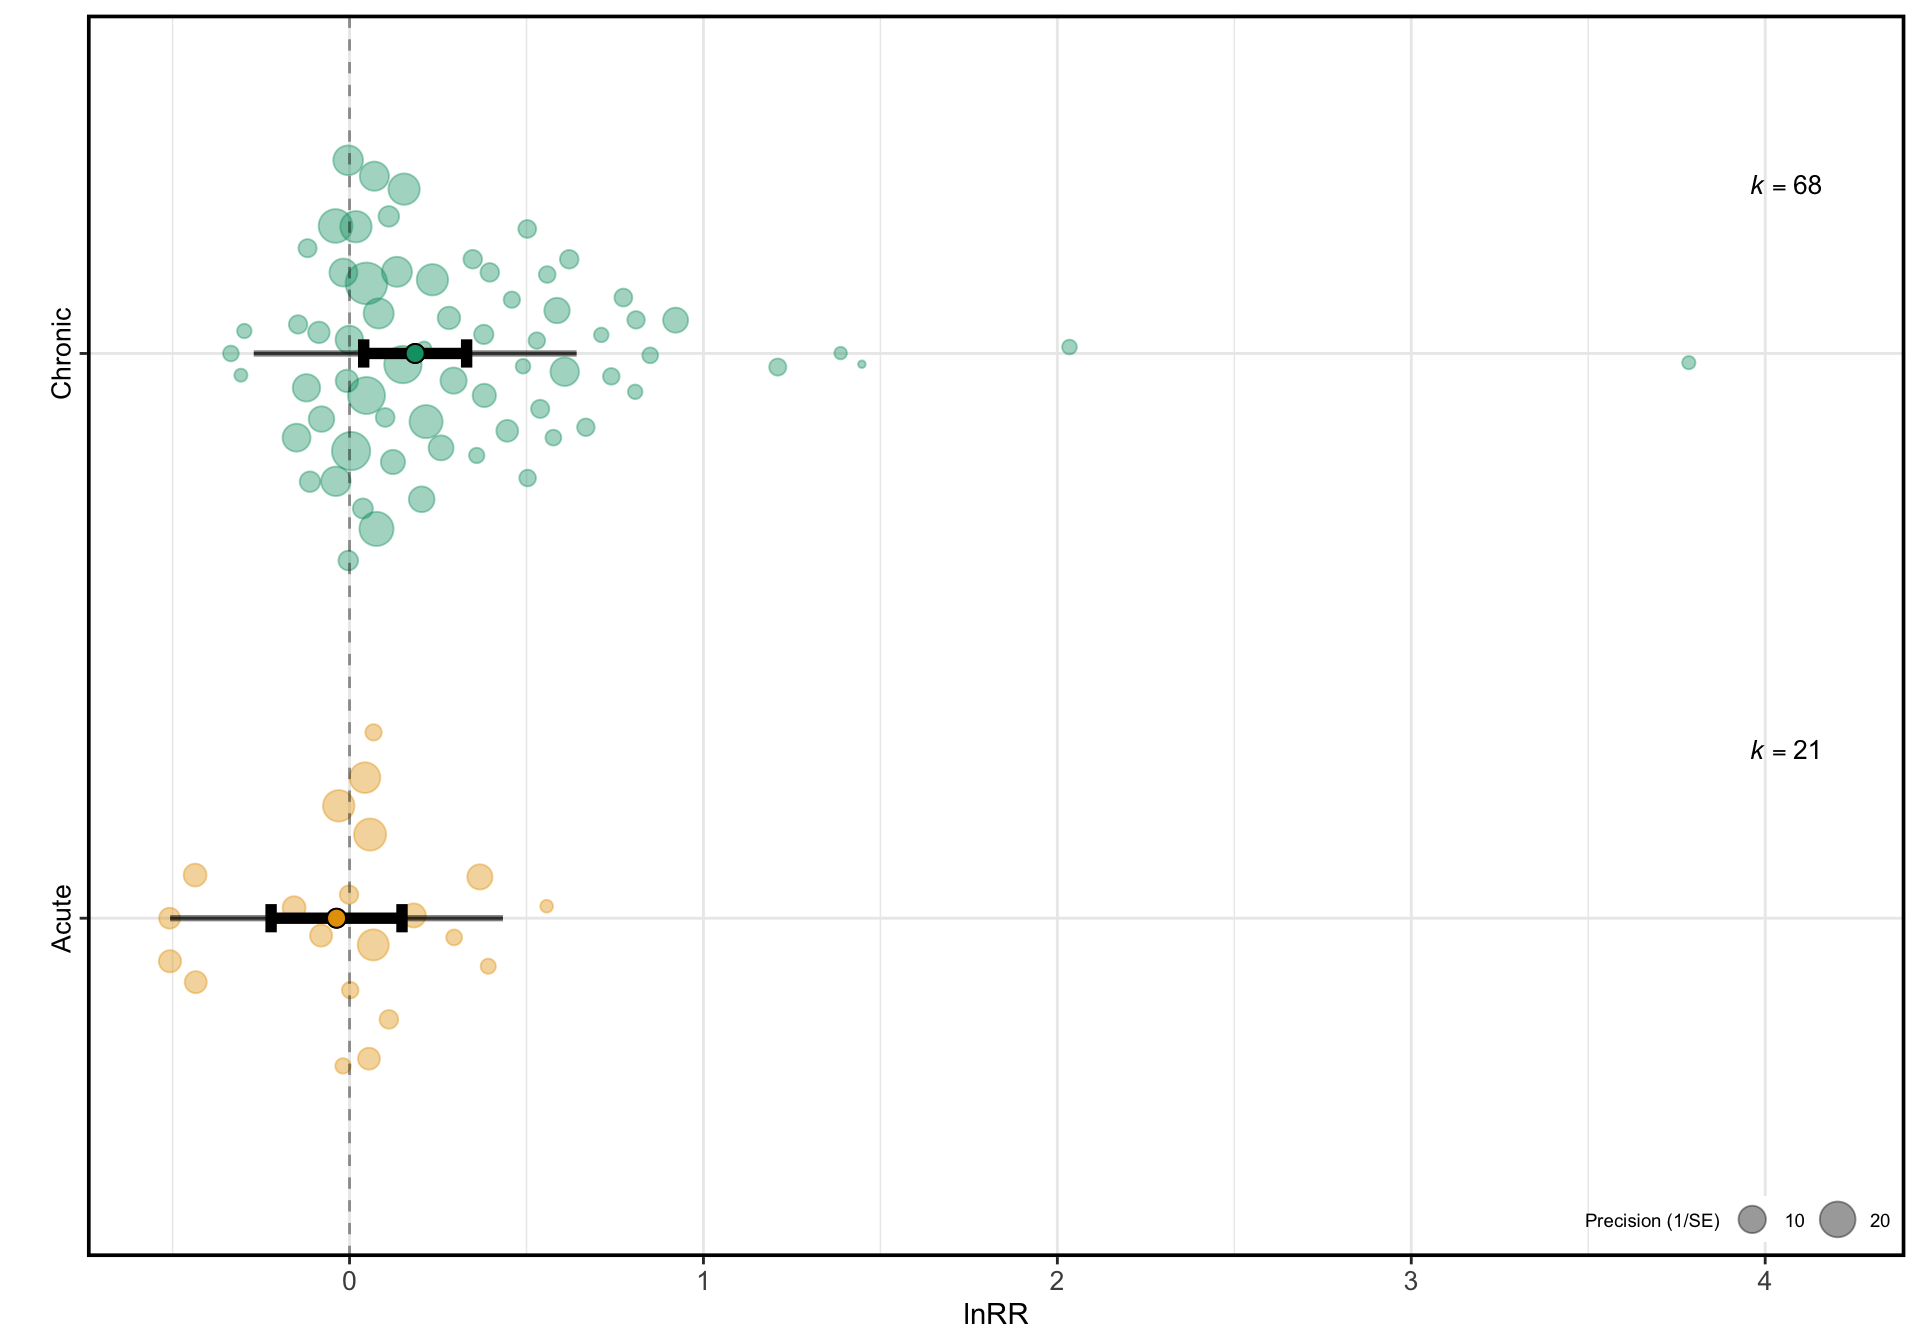 Chronic
k = 68
Acute
k = 21
Precision (1/SE) 10 20
0 1 2 3 4
lnRR